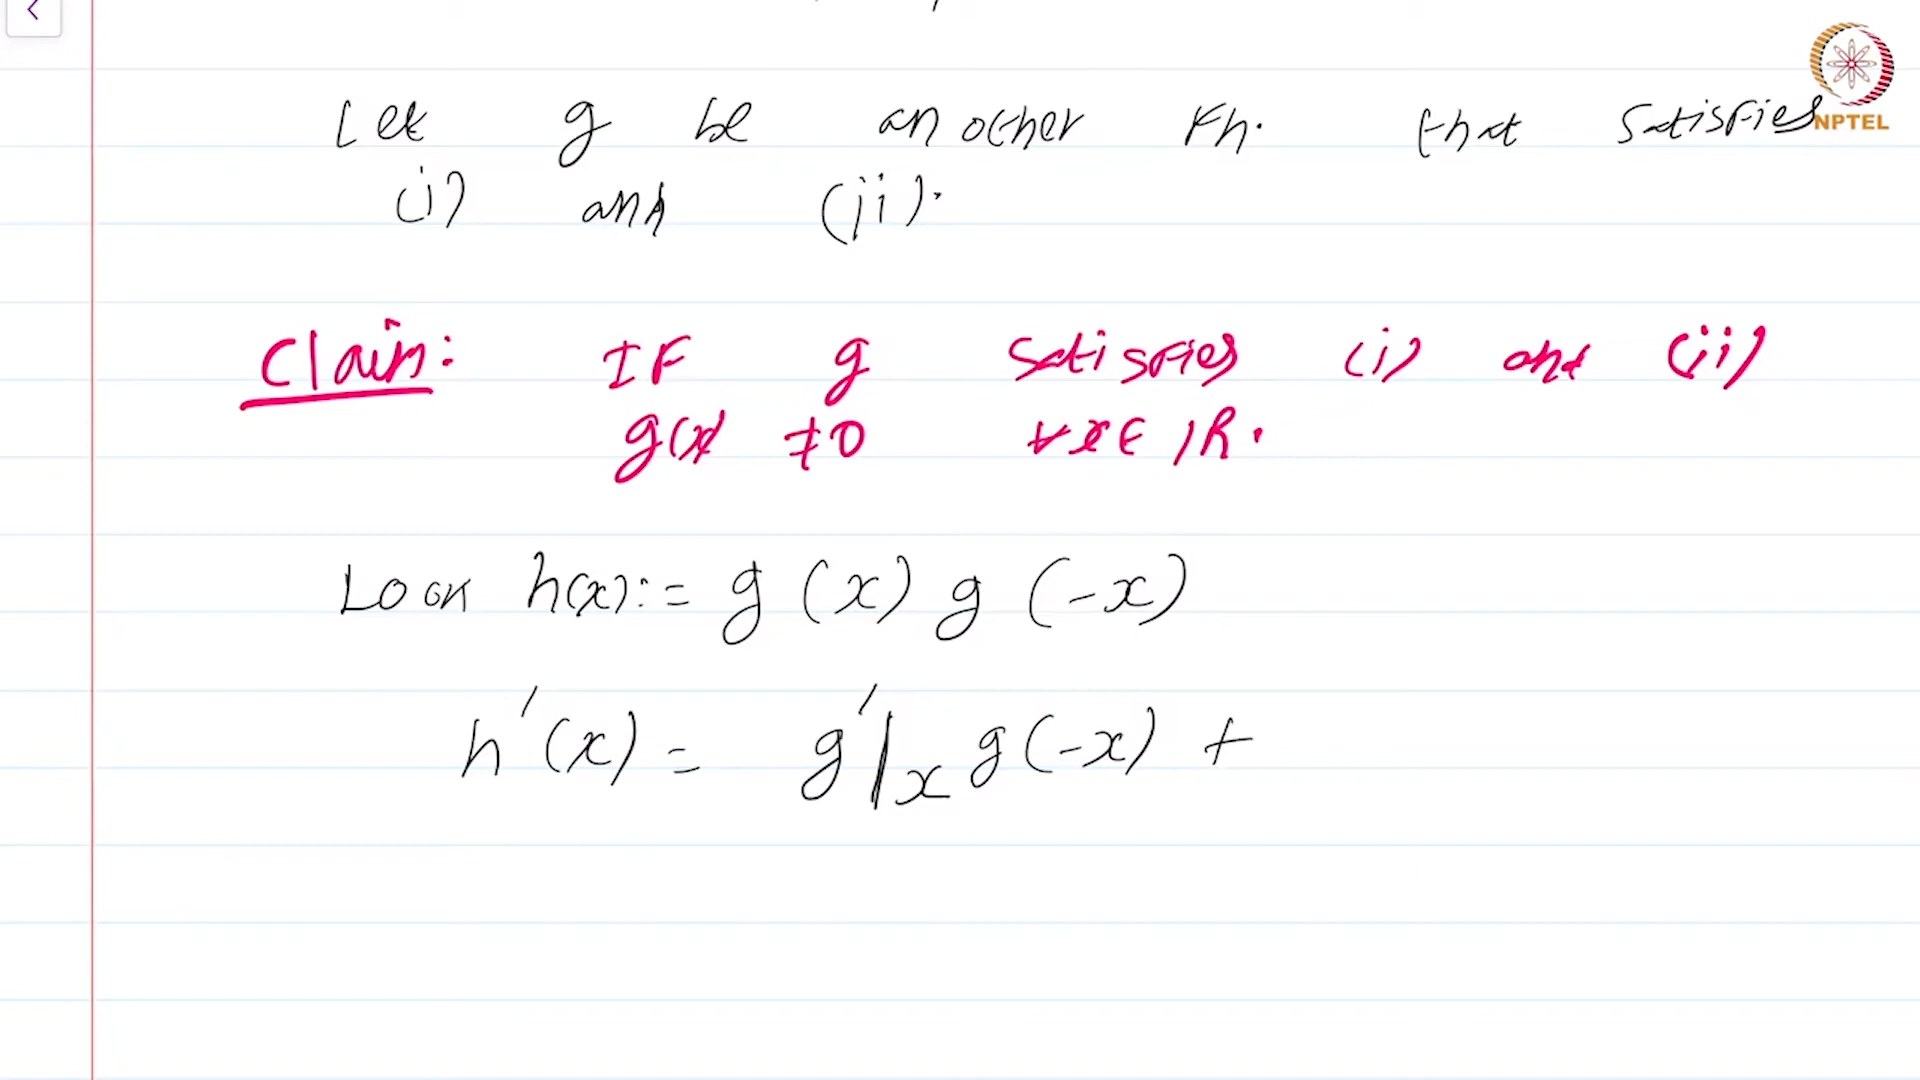 NPTEL
Let g be another Fn. that satisfies
(i) and (ii).
Claim: IF g satisfies (i) and (ii)
g(x) ≠ 0 ∀ x ∈ ℝ.
Look h(x) := g(x) g(-x)
h'(x) = g'|ₓ g(-x) +